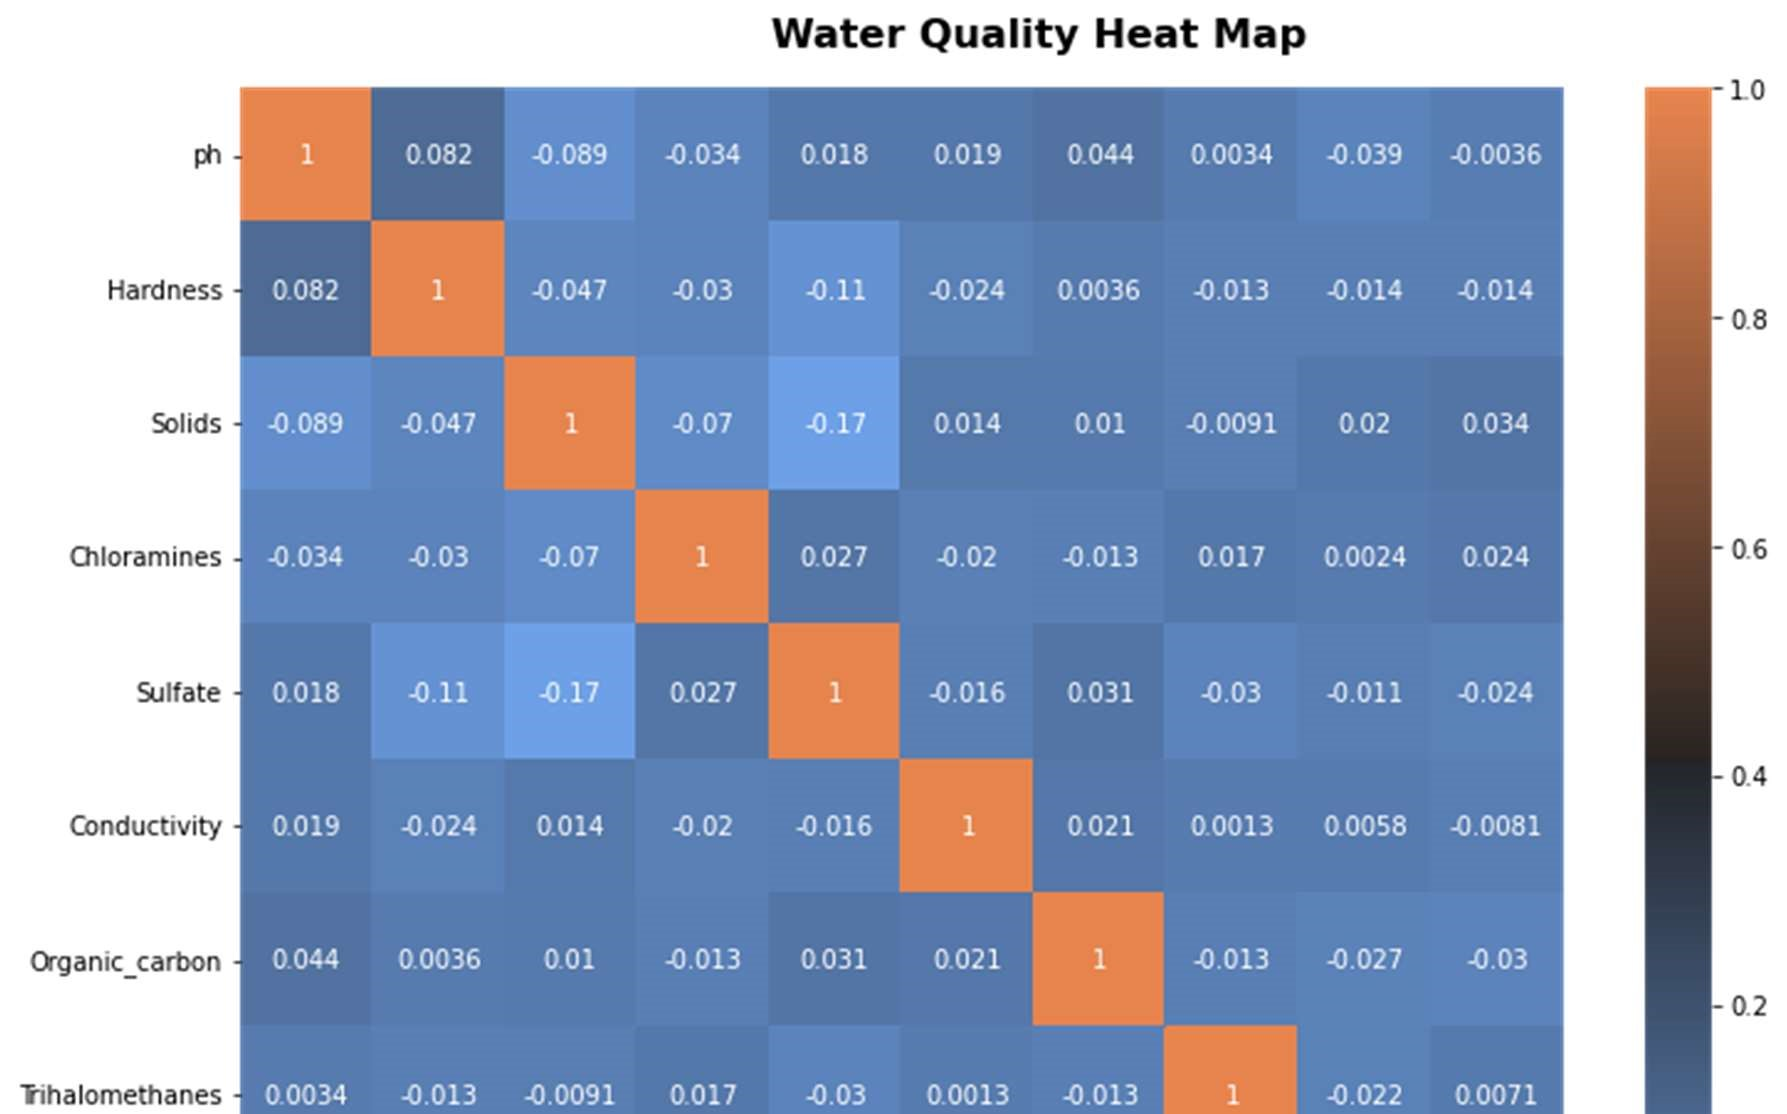 Water Quality Heat Map
ph 1 0.082 -0.089 -0.034 0.018 0.019 0.044 0.0034 -0.039 -0.0036
Hardness 0.082 1 -0.047 -0.03 -0.11 -0.024 0.0036 -0.013 -0.014 -0.014
Solids -0.089 -0.047 1 -0.07 -0.17 0.014 0.01 -0.0091 0.02 0.034
Chloramines -0.034 -0.03 -0.07 1 0.027 -0.02 -0.013 0.017 0.0024 0.024
Sulfate 0.018 -0.11 -0.17 0.027 1 -0.016 0.031 -0.03 -0.011 -0.024
Conductivity 0.019 -0.024 0.014 -0.02 -0.016 1 0.021 0.0013 0.0058 -0.0081
Organic_carbon 0.044 0.0036 0.01 -0.013 0.031 0.021 1 -0.013 -0.027 -0.03
Trihalomethanes 0.0034 -0.013 -0.0091 0.017 -0.03 0.0013 -0.013 1 -0.022 0.0071
1.0
0.8
0.6
0.4
0.2